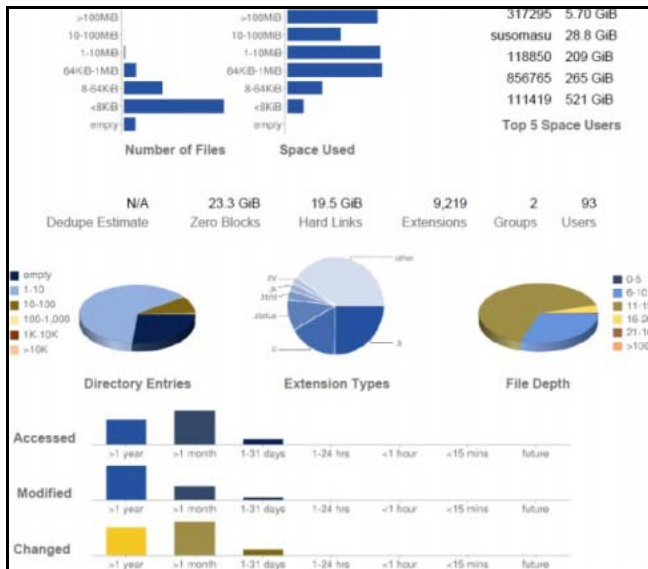 >100MiB
10-100MiB
1-10MiB
64KiB-1MiB
8-64KiB
<8KiB
empty
Number of Files
>100MiB
10-100MiB
1-10MiB
64KiB-1MiB
8-64KiB
<8KiB
empty
Space Used
317295 5.70 GiB
susomasu 28.8 GiB
118850 209 GiB
856765 265 GiB
111419 521 GiB
Top 5 Space Users
N/A 23.3 GiB 19.5 GiB 9,219 2 93
Dedupe Estimate Zero Blocks Hard Links Extensions Groups Users
empty
1-10
10-100
100-1,000
1K-10K
>10K
Directory Entries
other
.html
.status
.h
Extension Types
0-5
6-10
>100
File Depth
Accessed
>1 year >1 month 1-31 days 1-24 hrs <1 hour <15 mins future
Modified
>1 year >1 month 1-31 days 1-24 hrs <1 hour <15 mins future
Changed
>1 year >1 month 1-31 days 1-24 hrs <1 hour <15 mins future